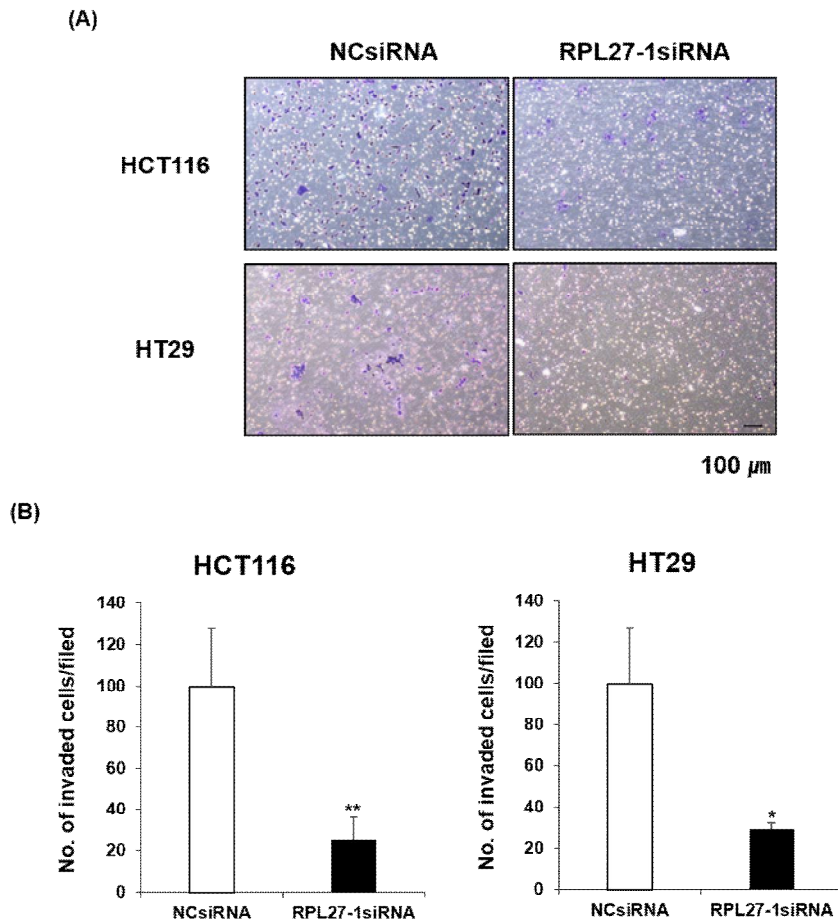 (A)
NCsiRNA RPL27-1siRNA
HCT116
HT29
100 ㎛
(B)
HCT116
No. of invaded cells/filed
140
120
100
80
60
40
20
0
**
NCsiRNA RPL27-1siRNA
HT29
No. of invaded cells/filed
140
120
100
80
60
40
20
0
*
NCsiRNA RPL27-1siRNA